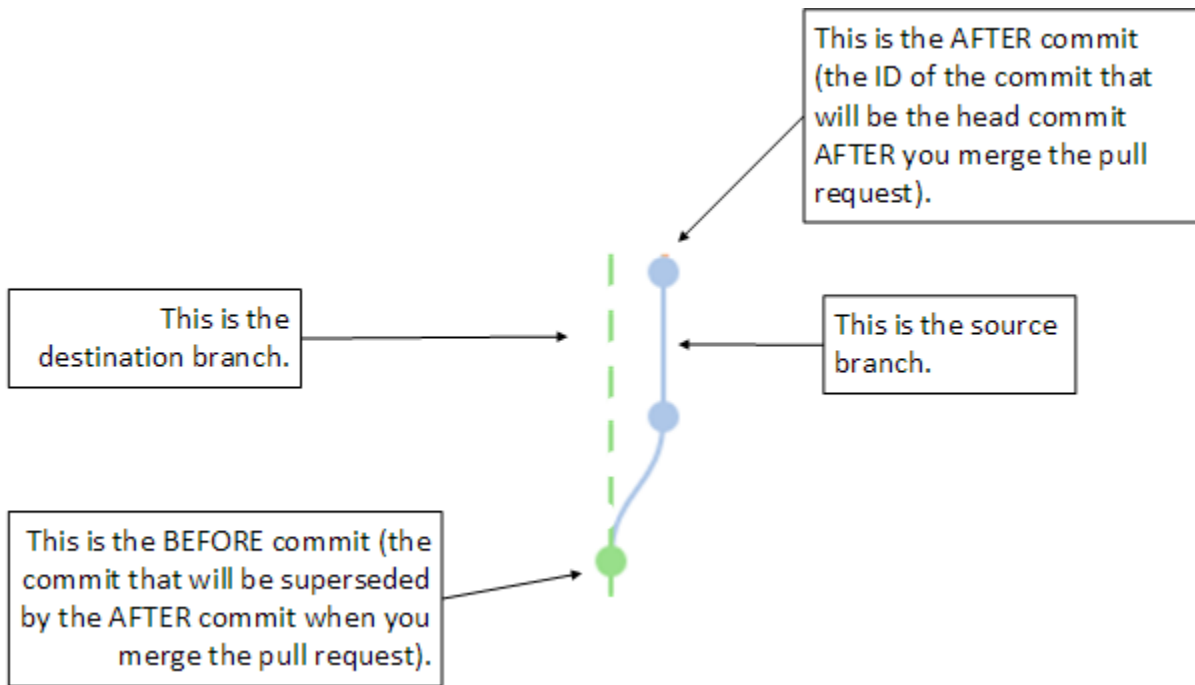 This is the AFTER commit
(the ID of the commit that
will be the head commit
AFTER you merge the pull
request).
This is the
destination branch.
This is the source
branch.
This is the BEFORE commit (the
commit that will be superseded
by the AFTER commit when you
merge the pull request).